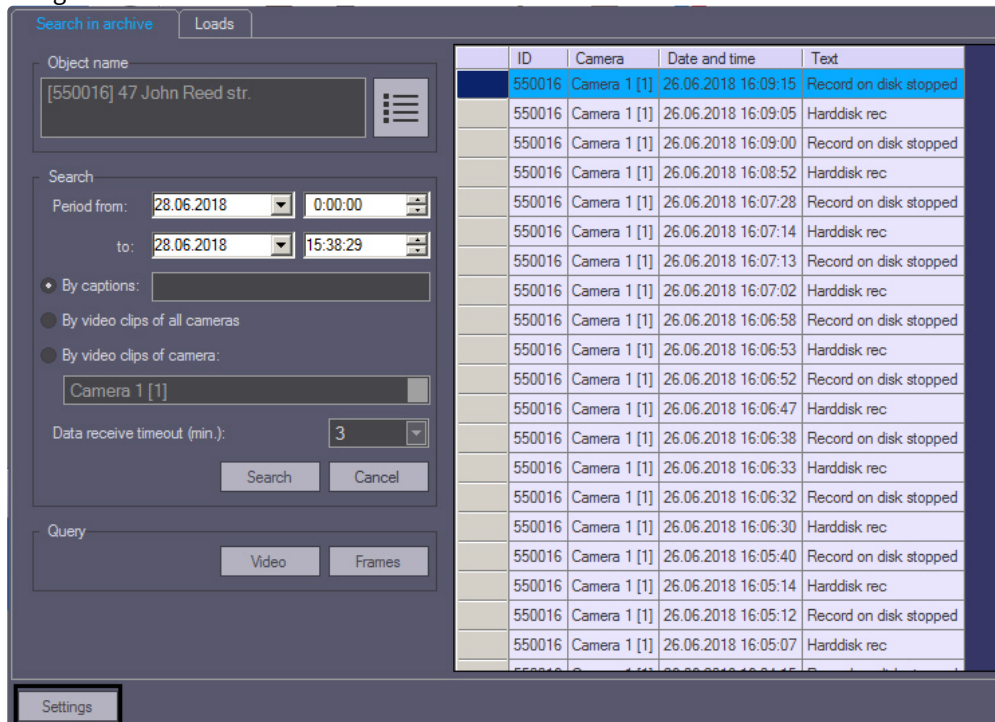 Search in archive Loads
Object name
[550016] 47 John Reed str.
Search
Period from: 28.06.2018 0:00:00
to: 28.06.2018 15:38:29
By captions:
By video clips of all cameras
By video clips of camera:
Camera 1 [1]
Data receive timeout (min.): 3
Search Cancel
Query
Video Frames
ID Camera Date and time Text
550016 Camera 1 [1] 26.06.2018 16:09:15 Record on disk stopped
550016 Camera 1 [1] 26.06.2018 16:09:05 Harddisk rec
550016 Camera 1 [1] 26.06.2018 16:09:00 Record on disk stopped
550016 Camera 1 [1] 26.06.2018 16:08:52 Harddisk rec
550016 Camera 1 [1] 26.06.2018 16:07:28 Record on disk stopped
550016 Camera 1 [1] 26.06.2018 16:07:14 Harddisk rec
550016 Camera 1 [1] 26.06.2018 16:07:13 Record on disk stopped
550016 Camera 1 [1] 26.06.2018 16:07:02 Harddisk rec
550016 Camera 1 [1] 26.06.2018 16:06:58 Record on disk stopped
550016 Camera 1 [1] 26.06.2018 16:06:53 Harddisk rec
550016 Camera 1 [1] 26.06.2018 16:06:52 Record on disk stopped
550016 Camera 1 [1] 26.06.2018 16:06:47 Harddisk rec
550016 Camera 1 [1] 26.06.2018 16:06:38 Record on disk stopped
550016 Camera 1 [1] 26.06.2018 16:06:33 Harddisk rec
550016 Camera 1 [1] 26.06.2018 16:06:32 Record on disk stopped
550016 Camera 1 [1] 26.06.2018 16:06:30 Harddisk rec
550016 Camera 1 [1] 26.06.2018 16:05:40 Record on disk stopped
550016 Camera 1 [1] 26.06.2018 16:05:14 Harddisk rec
550016 Camera 1 [1] 26.06.2018 16:05:12 Record on disk stopped
550016 Camera 1 [1] 26.06.2018 16:05:07 Harddisk rec
Settings